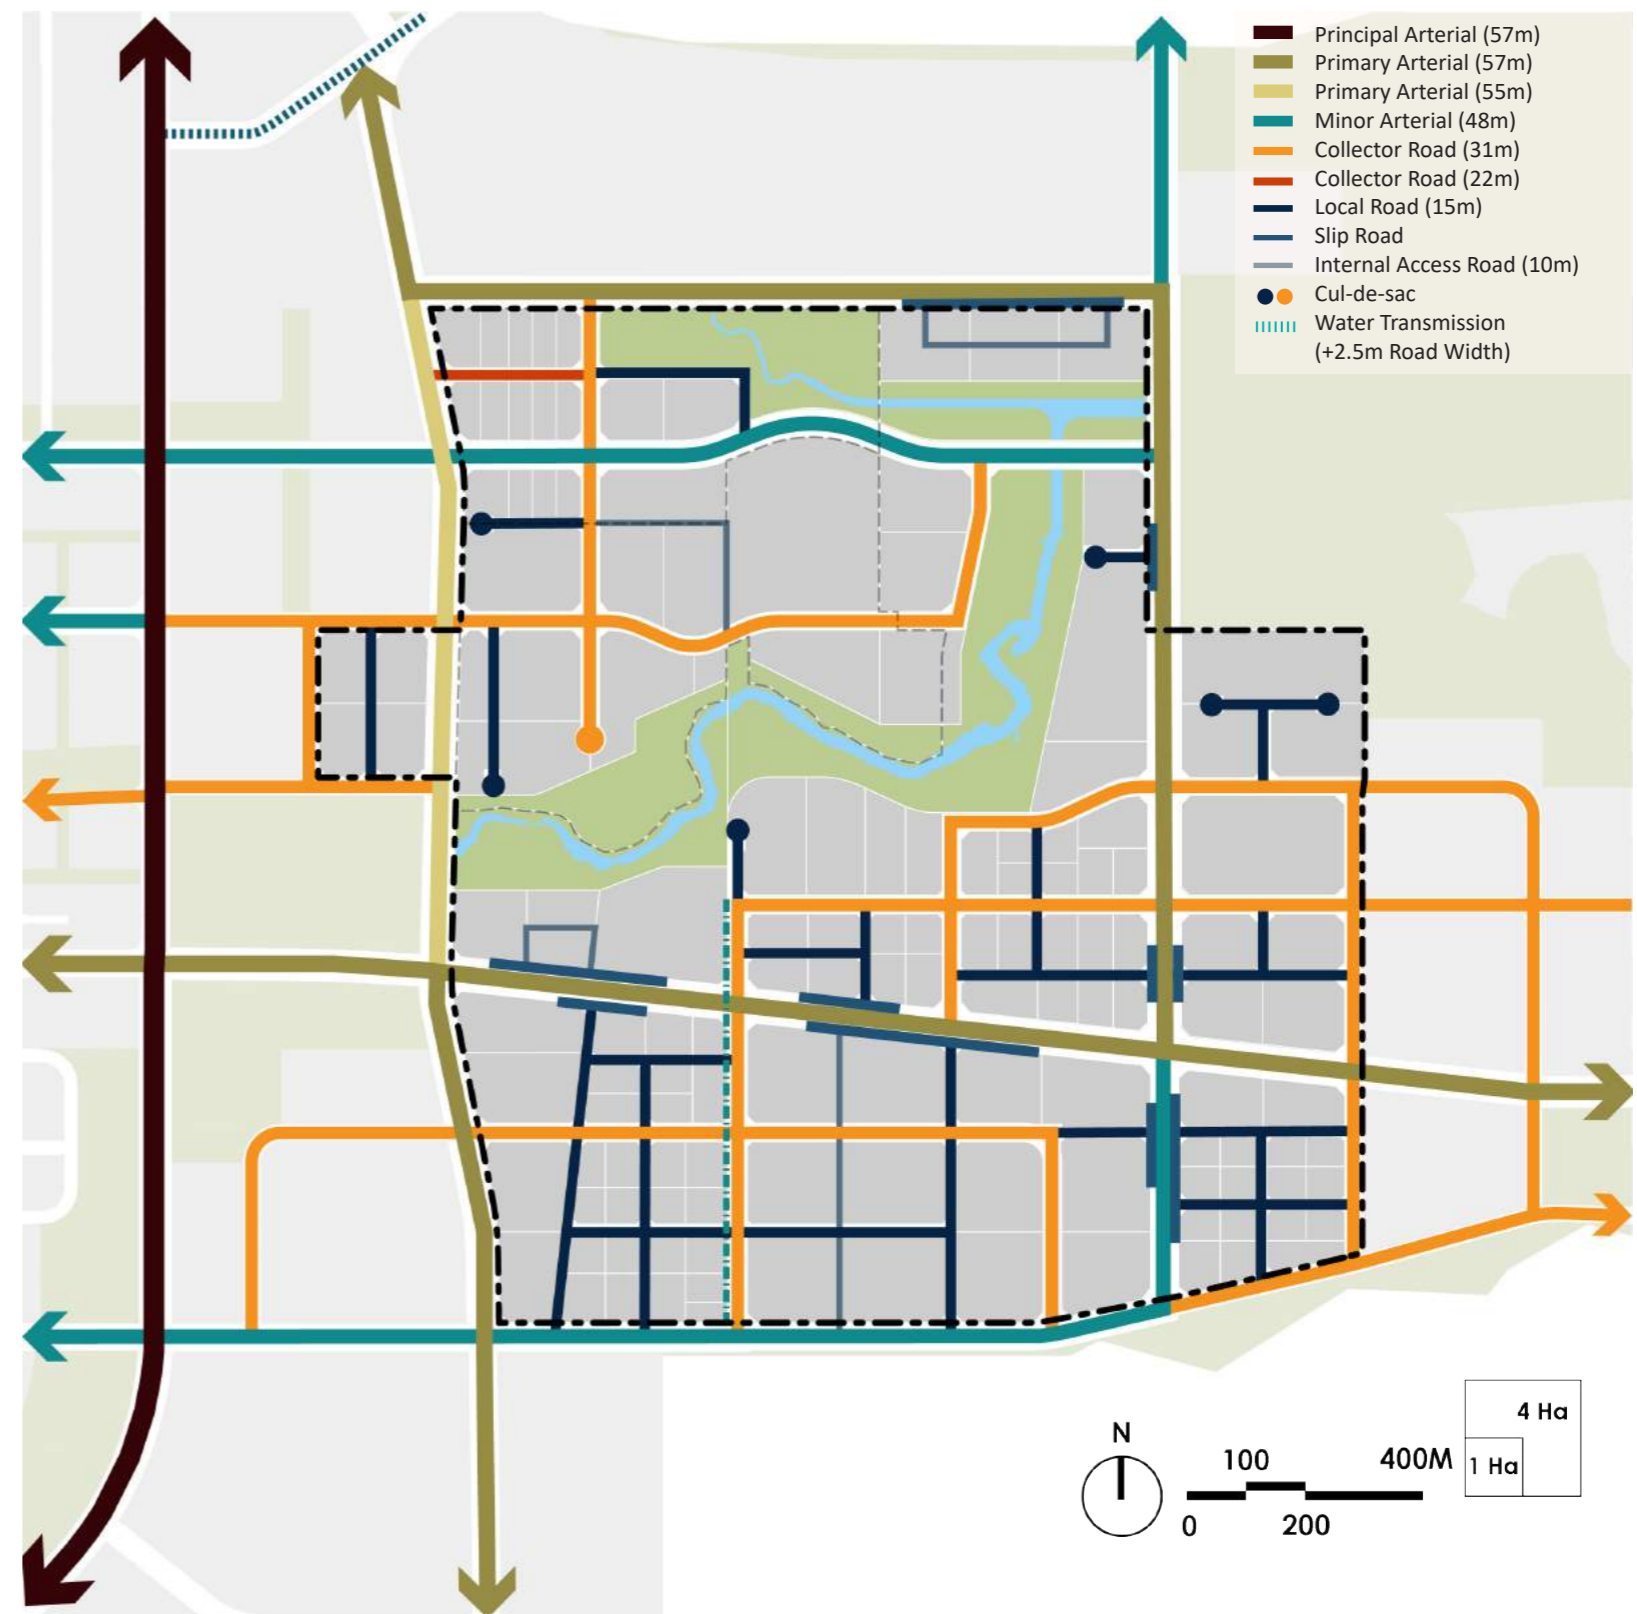 Principal Arterial (57m)
Primary Arterial (57m)
Primary Arterial (55m)
Minor Arterial (48m)
Collector Road (31m)
Collector Road (22m)
Local Road (15m)
Slip Road
Internal Access Road (10m)
Cul-de-sac
Water Transmission
(+2.5m Road Width)
4 Ha
1 Ha
N
100
400M
0
200